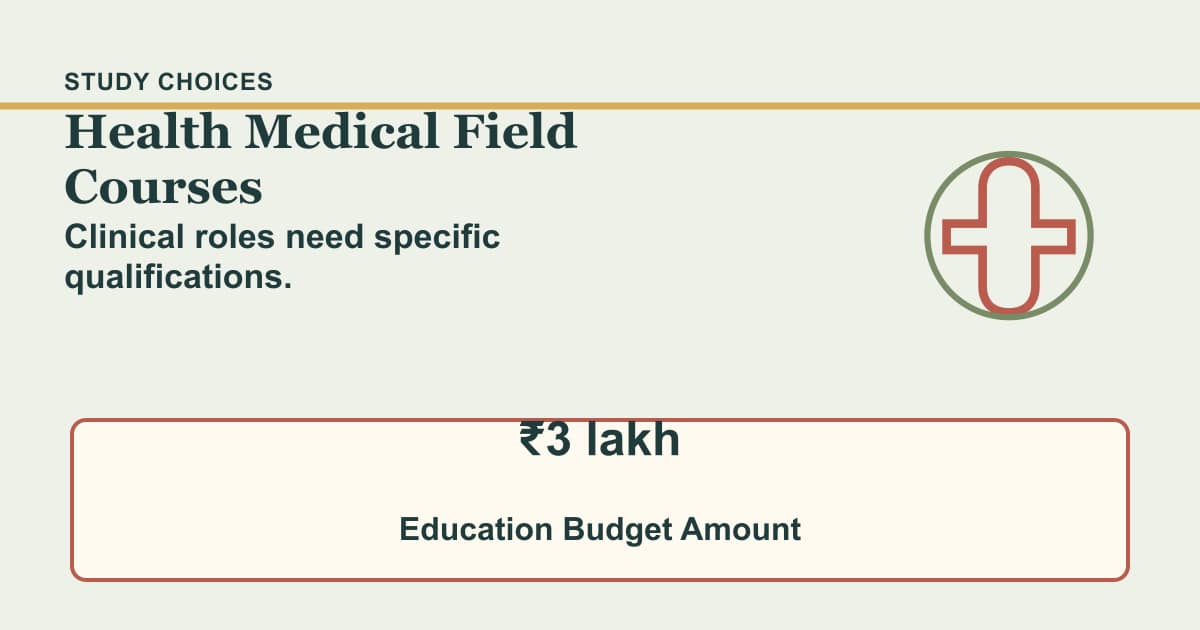 STUDY CHOICES
Health Medical Field
Courses
Clinical roles need specific
qualifications.
₹3 lakh
Education Budget Amount